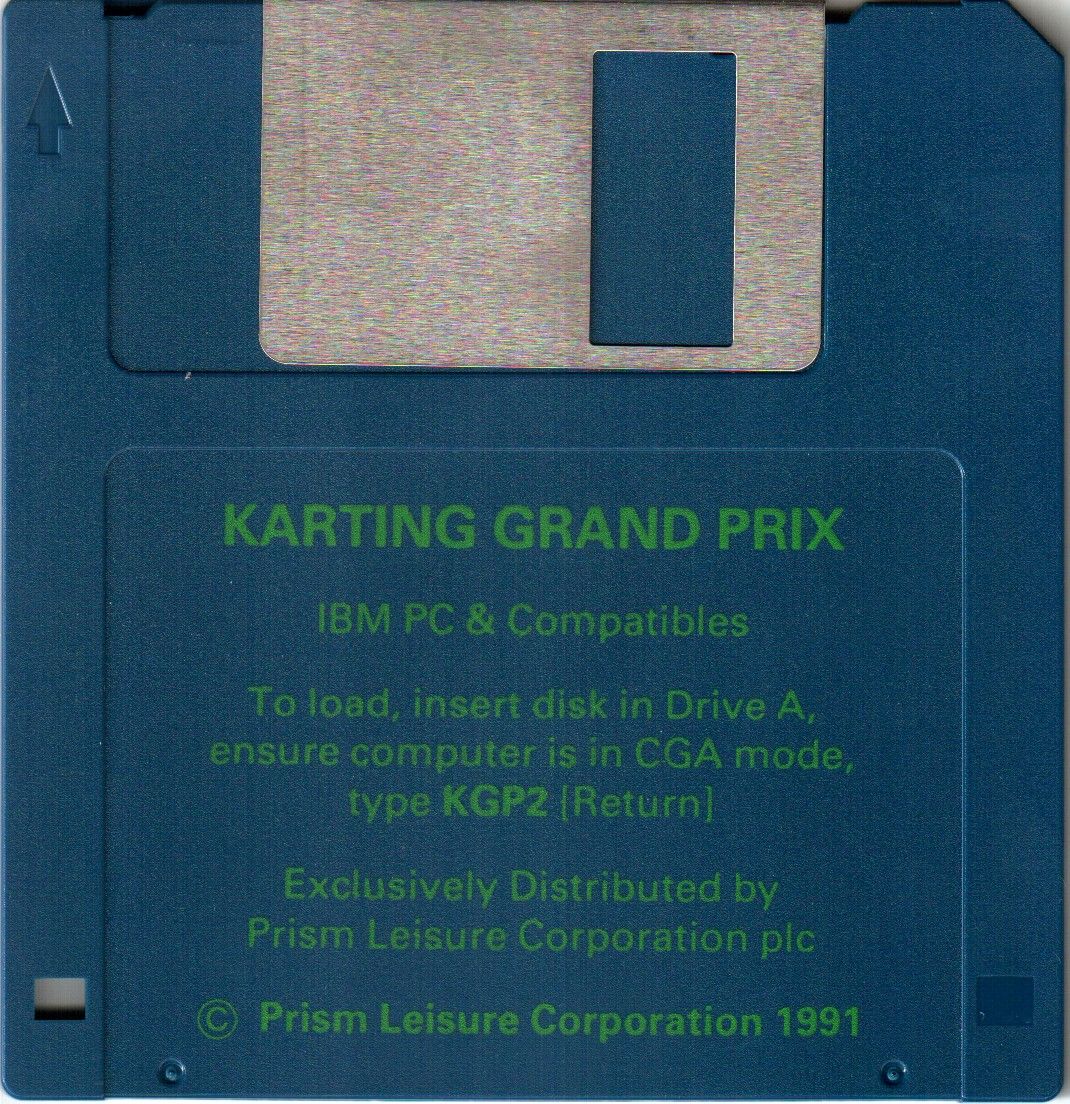 KARTING GRAND PRIX
IBM PC & Compatibles
To load, insert disk in Drive A,
ensure computer is in CGA mode,
type KGP2 [Return]
Exclusively Distributed by
Prism Leisure Corporation plc
© Prism Leisure Corporation 1991